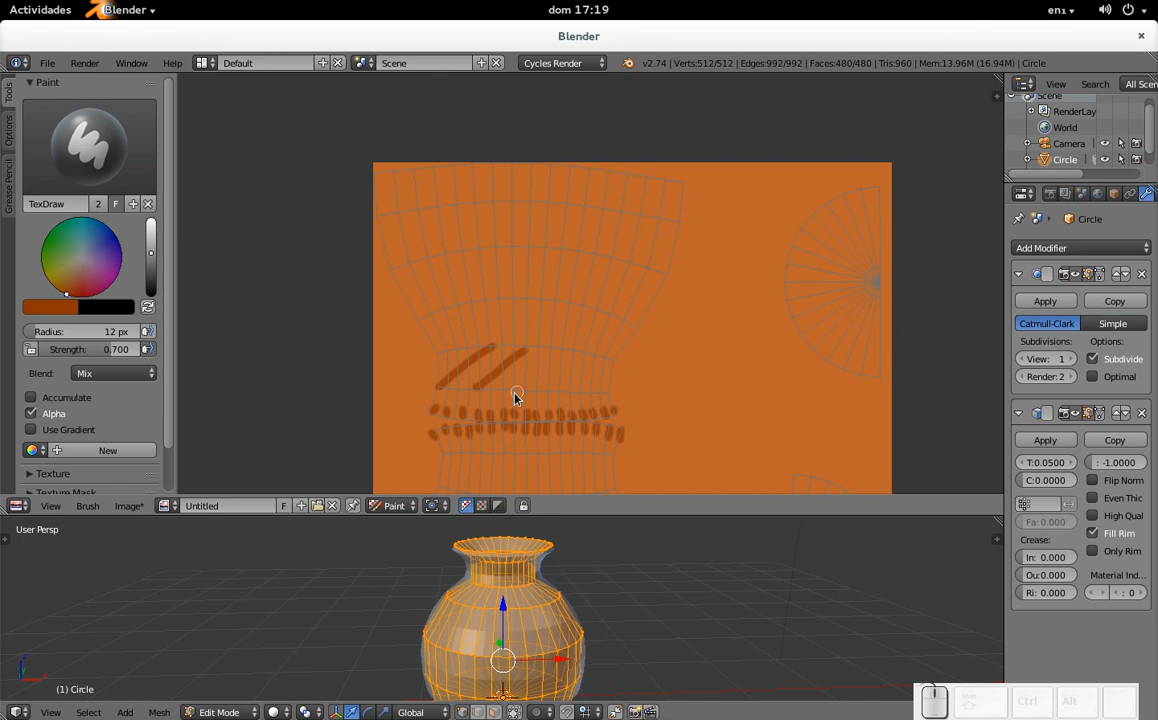 Actividades Blender dom 17:19 en₁
Blender
File Render Window Help Default Scene Cycles Render v2.74 | Verts:512/512 | Edges:992/992 | Faces:480/480 | Tris:960 | Mem:13.96M (16.94M) | Circle
Tools
Options
Grease Pencil
Paint
TexDraw 2 F
Radius: 12 px
Strength: 0.700
Blend: Mix
Accumulate
Alpha
Use Gradient
New
Texture
Texture Mask
View Brush Image* Untitled F Paint
User Persp
(1) Circle
View Select Add Mesh Edit Mode Global
View Search All Scen
Scene
RenderLay
World
Camera
Circle
Circle
Add Modifier
Apply Copy
Catmull-Clark Simple
Subdivisions: Options:
View: 1 Subdivide
Render: 2 Optimal
Apply Copy
T:0.0500 : -1.0000
C:0.0000 Flip Norm
Even Thic
Fa: 0.000 High Qual
Crease: Fill Rim
In: 0.000 Only Rim
Ou:0.000 Material Ind...
Ri: 0.000 : 0
Ctrl Alt